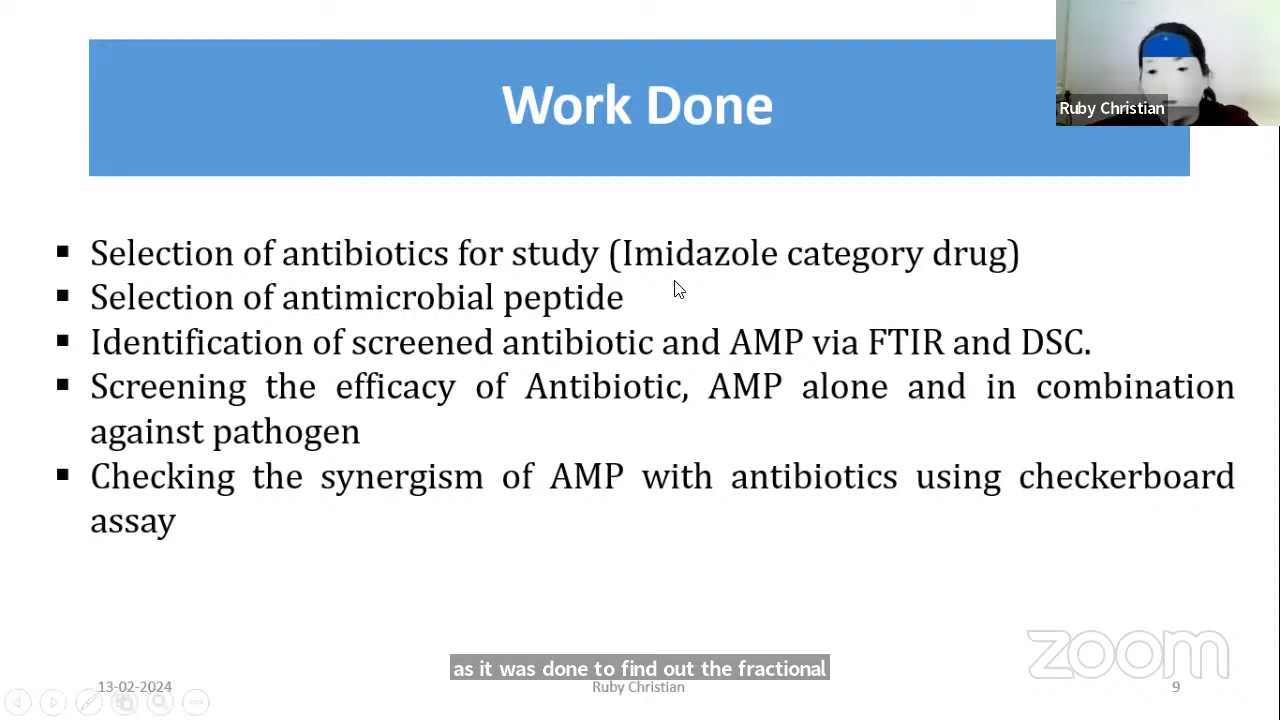 Work Done
Ruby Christian
▪ Selection of antibiotics for study (Imidazole category drug)
▪ Selection of antimicrobial peptide
▪ Identification of screened antibiotic and AMP via FTIR and DSC.
▪ Screening the efficacy of Antibiotic, AMP alone and in combination
against pathogen
▪ Checking the synergism of AMP with antibiotics using checkerboard
assay
zoom
as it was done to find out the fractional
13-02-2024
Ruby Christian
9